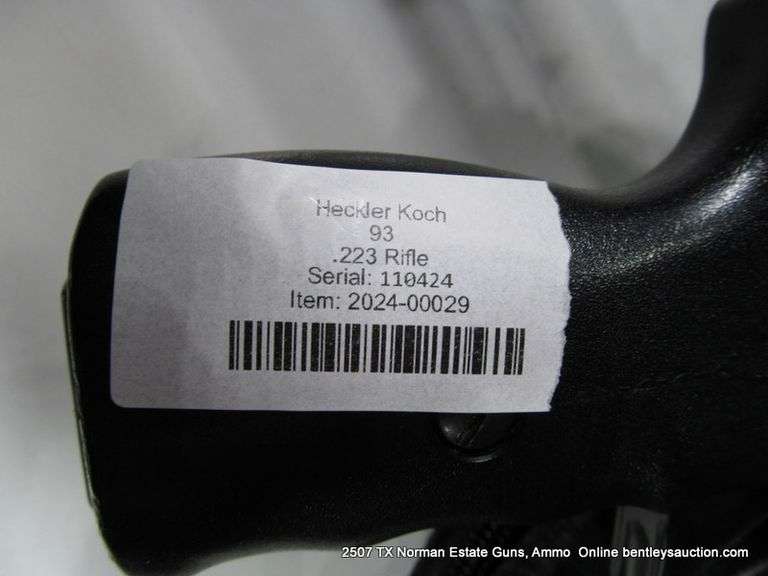 Heckler Koch
93
.223 Rifle
Serial: 110424
Item: 2024-00029
2507 TX Norman Estate Guns, Ammo Online bentleysauction.com